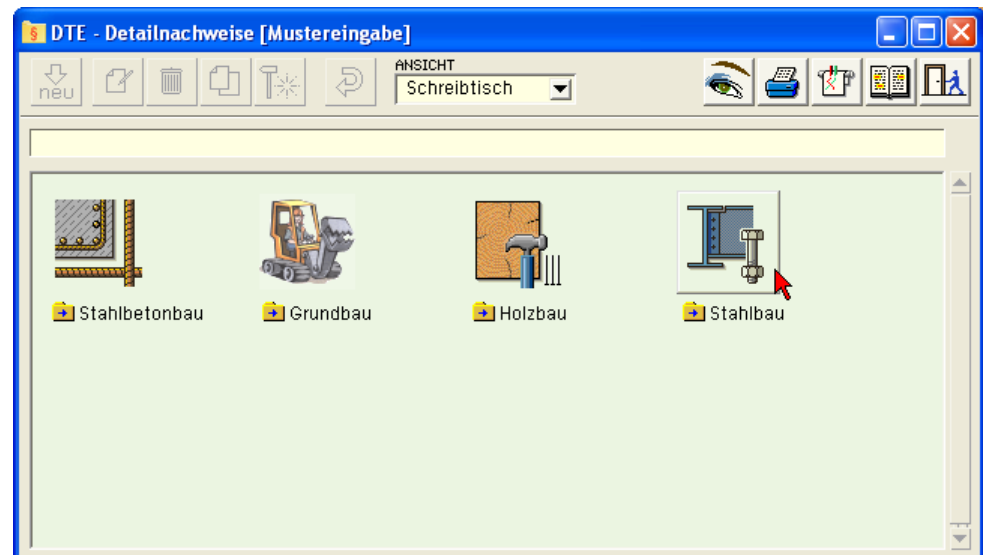 § DTE - Detailnachweise [Mustereingabe]
neu
ANSICHT
Schreibtisch
Stahlbetonbau
Grundbau
Holzbau
Stahlbau